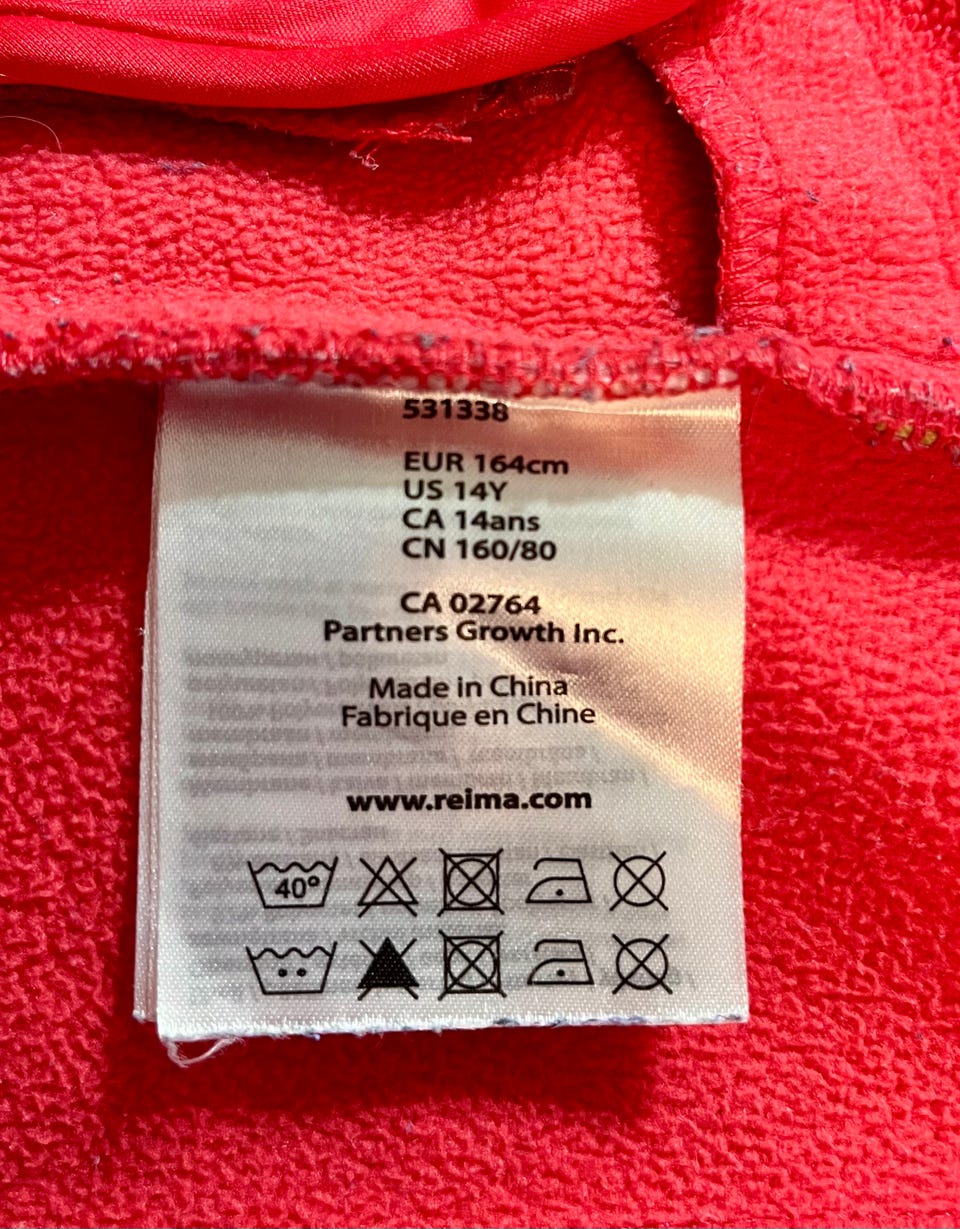 531338
EUR 164cm
US 14Y
CA 14ans
CN 160/80
CA 02764
Partners Growth Inc.
Made in China
Fabrique en Chine
www.reima.com
40°